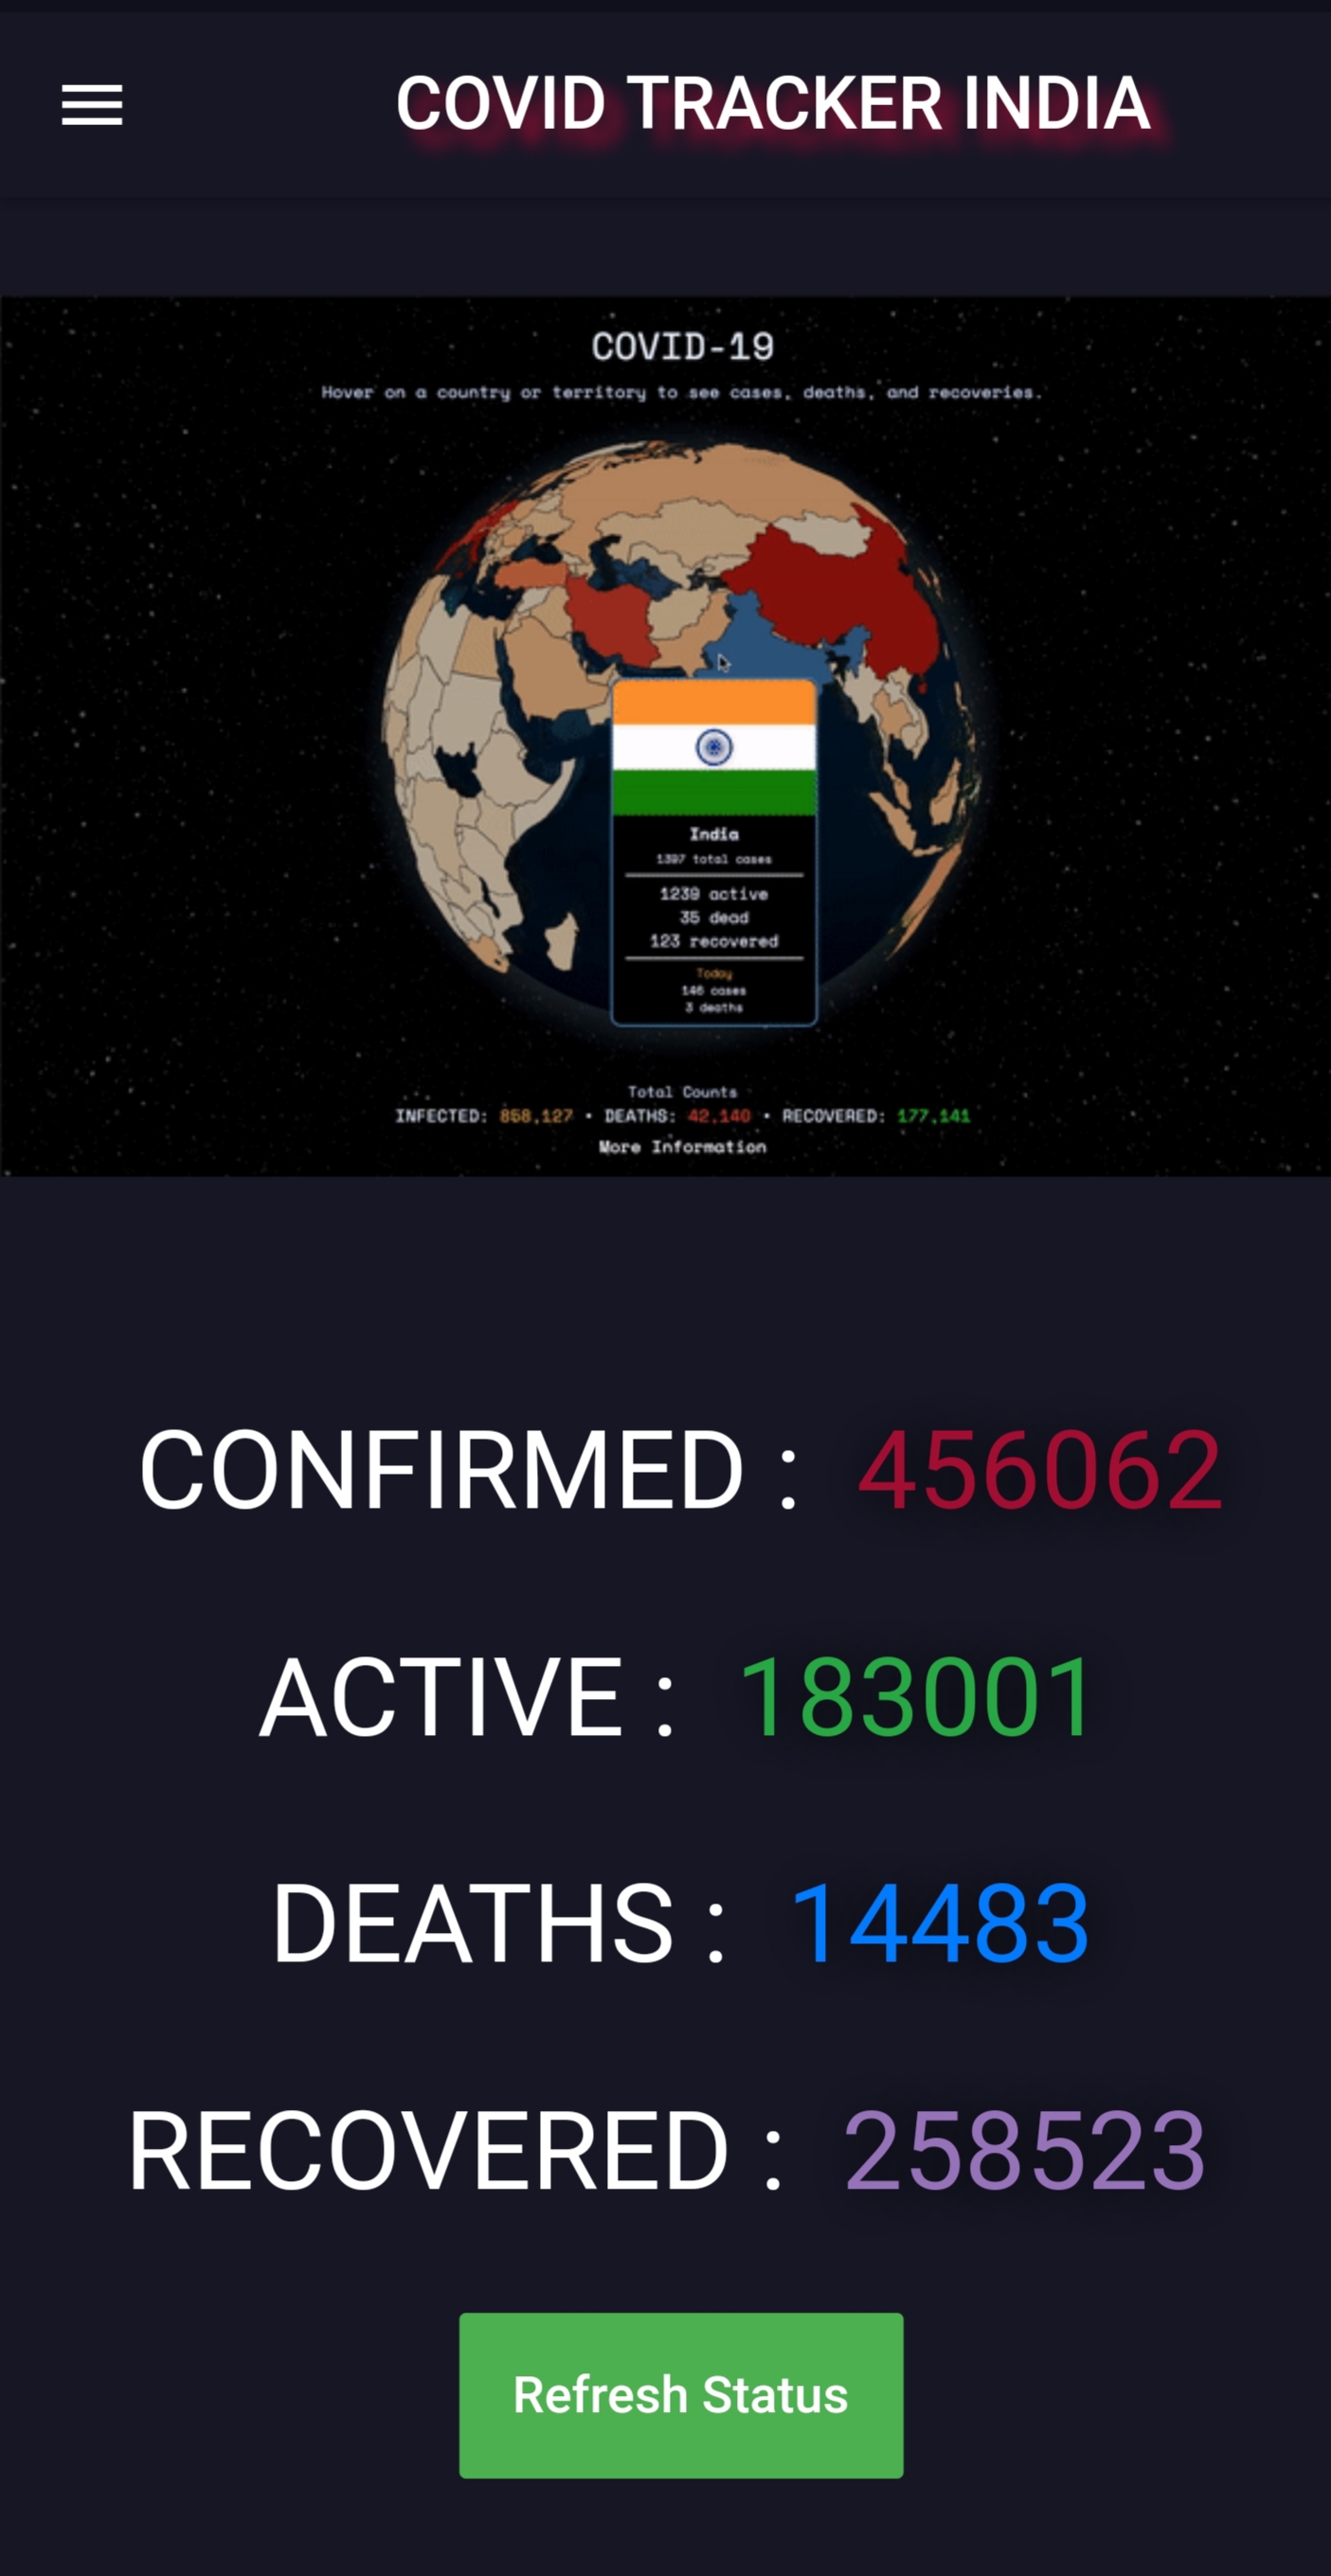 COVID TRACKER INDIA
COVID-19
Hover on a country or territory to see cases, deaths, and recoveries.
India
1397 total cases
1239 active
35 dead
123 recovered
Today
146 cases
3 deaths
Total Counts
INFECTED: 858,127 • DEATHS: 42,140 • RECOVERED: 177,141
More Information
CONFIRMED : 456062
ACTIVE : 183001
DEATHS : 14483
RECOVERED : 258523
Refresh Status